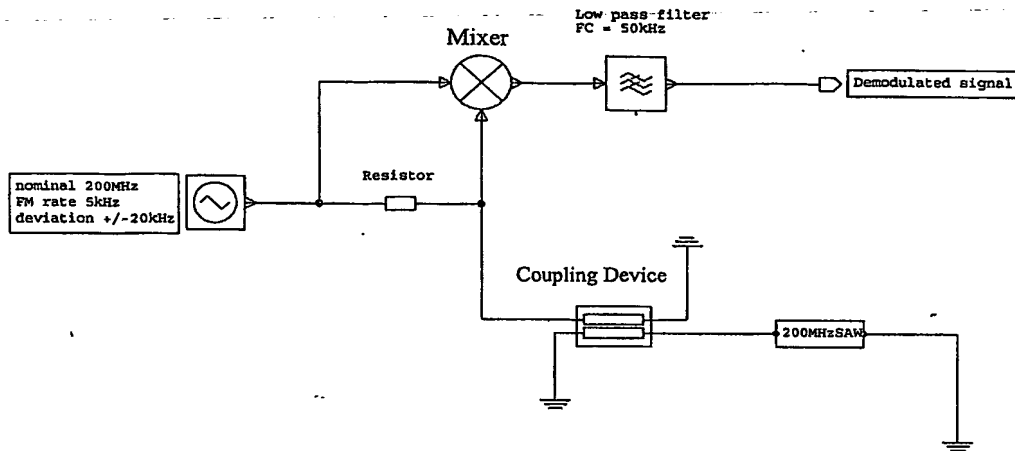 Low pass-filter
FC = 50kHz
Mixer
Demodulated signal
Resistor
nominal 200MHz
FM rate 5kHz
deviation +/-20kHz
Coupling Device
200MHzSAW